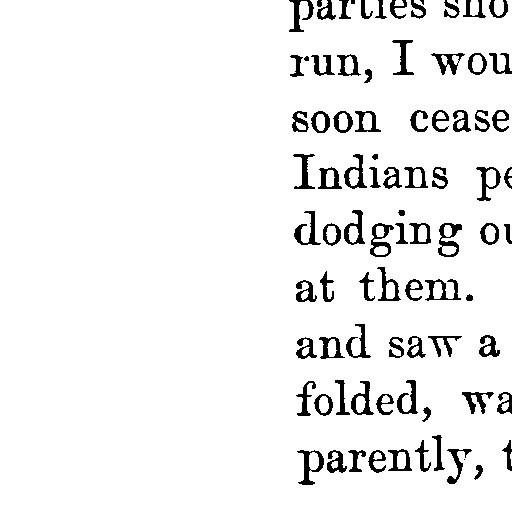 parties sho
run, I wou
soon cease
Indians pe
dodging ou
at them.
and saw a
folded, wa
parently, t